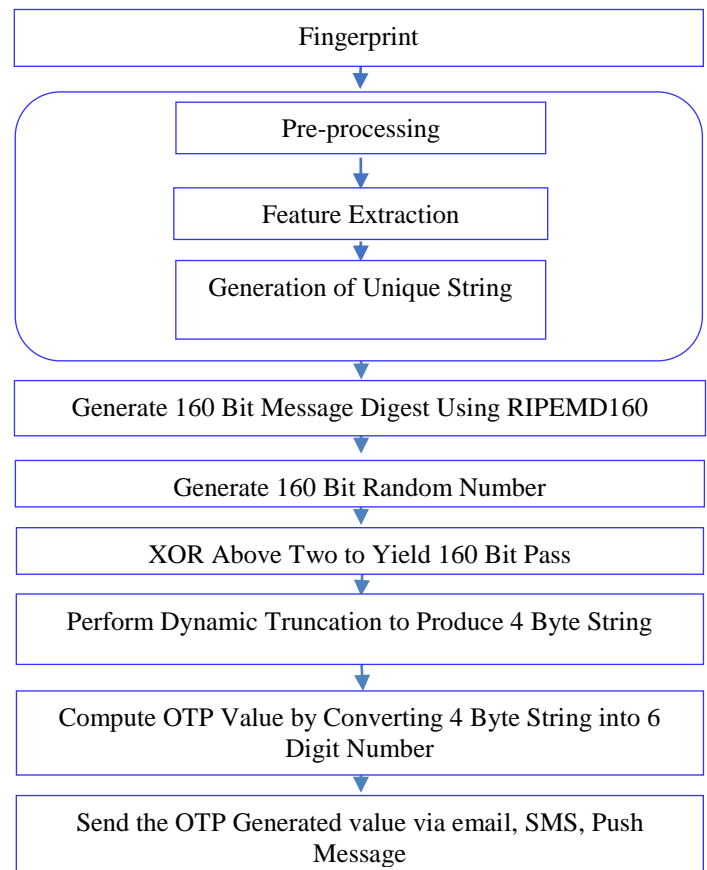 Fingerprint
Pre-processing
Feature Extraction
Generation of Unique String
Generate 160 Bit Message Digest Using RIPEMD160
Generate 160 Bit Random Number
XOR Above Two to Yield 160 Bit Pass
Perform Dynamic Truncation to Produce 4 Byte String
Compute OTP Value by Converting 4 Byte String into 6
Digit Number
Send the OTP Generated value via email, SMS, Push
Message